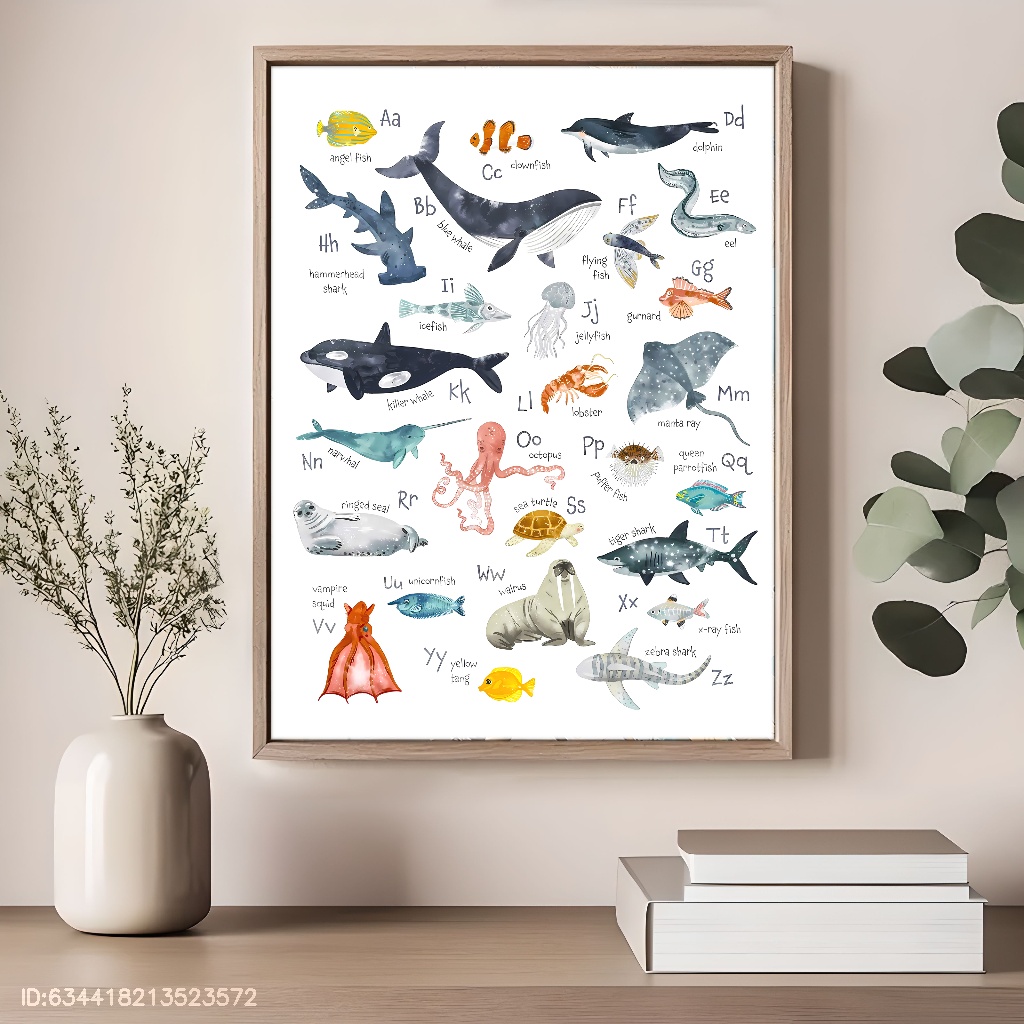 Aa
angel fish
Cc
clownfish
Dd
dolphin
Bb
blue whale
Ee
eel
Ff
flying
fish
Hh
hammerhead
shark
Gg
gurnard
Ii
icefish
Jj
jellyfish
Kk
killer whale
Ll
lobster
Mm
manta ray
Nn
narwhal
Oo
octopus
Pp
puffer fish
queen
parrotfish
Qq
Rr
ringed seal
sea turtle
Ss
tiger shark
Tt
Uu
unicornfish
vampire
squid
Vv
Ww
walrus
Xx
x-ray fish
Yy
yellow
tang
zebra shark
Zz
ID:634418213523572